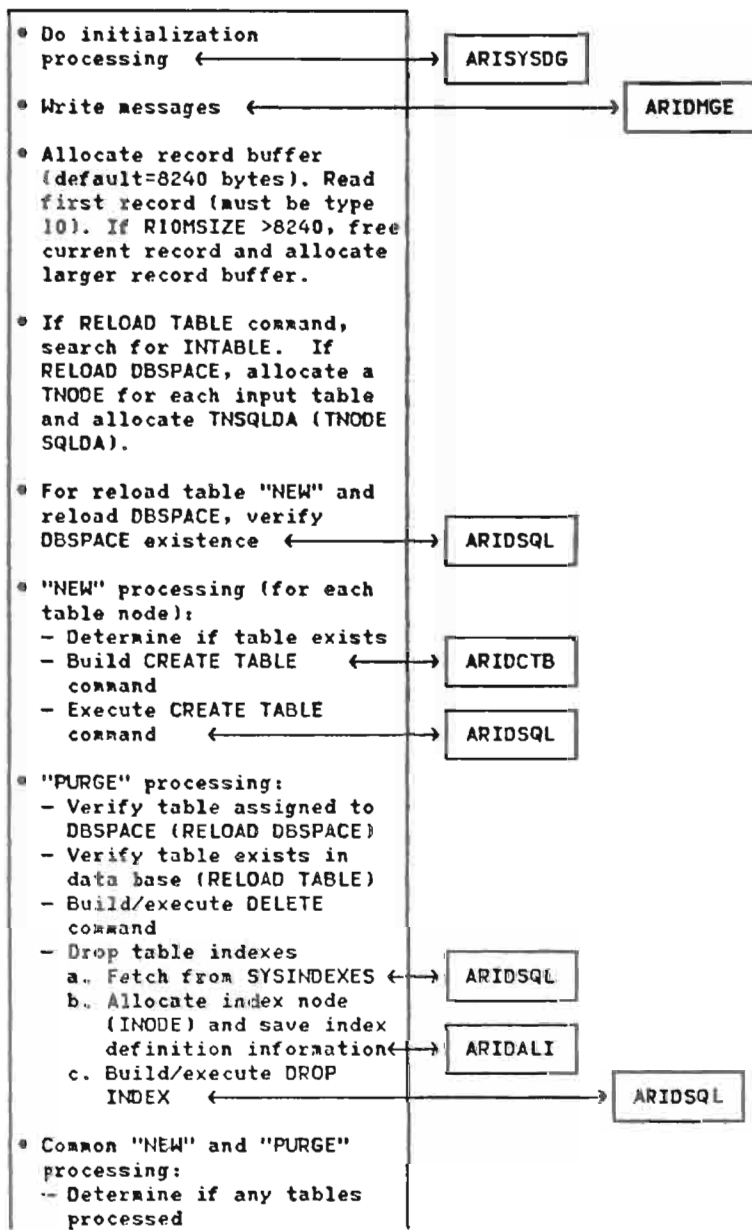 • Do initialization
processing ←→ ARISYSDG
• Write messages ←→ ARIDMGE
• Allocate record buffer
(default=8240 bytes). Read
first record (must be type
10). If R10MSIZE >8240, free
current record and allocate
larger record buffer.
• If RELOAD TABLE command,
search for INTABLE. If
RELOAD DBSPACE, allocate a
TNODE for each input table
and allocate TNSQLDA (TNODE
SQLDA).
• For reload table "NEW" and
reload DBSPACE, verify
DBSPACE existence ←→ ARIDSQL
• "NEW" processing (for each
table node):
- Determine if table exists
- Build CREATE TABLE ←→ ARIDCTB
command
- Execute CREATE TABLE
command ←→ ARIDSQL
• "PURGE" processing:
- Verify table assigned to
DBSPACE (RELOAD DBSPACE)
- Verify table exists in
data base (RELOAD TABLE)
- Build/execute DELETE
command
- Drop table indexes
a. Fetch from SYSINDEXES ←→ ARIDSQL
b. Allocate index node
(INODE) and save index
definition information ←→ ARIDALI
c. Build/execute DROP
INDEX ←→ ARIDSQL
• Common "NEW" and "PURGE"
processing:
- Determine if any tables
processed